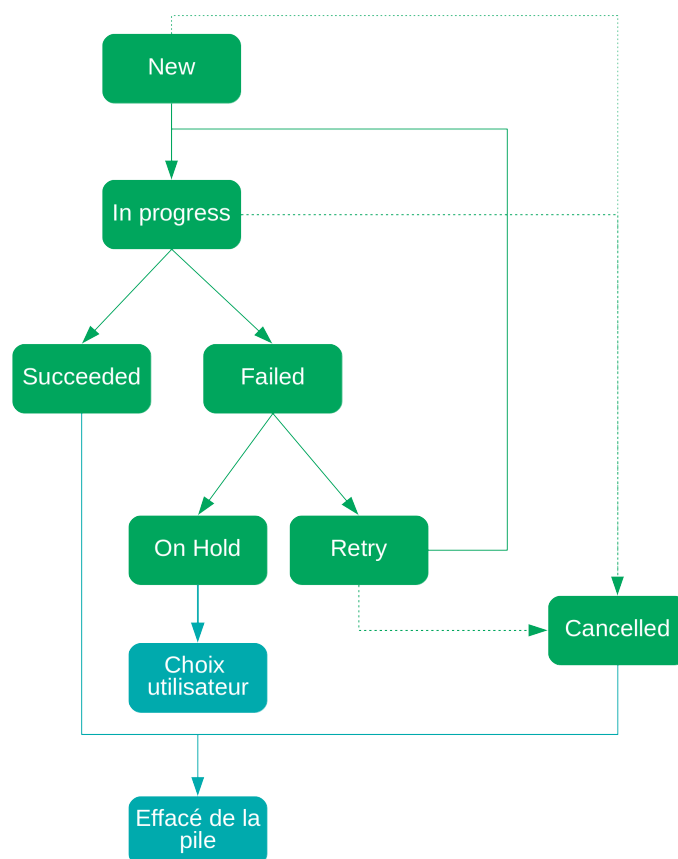 New
In progress
Succeeded
Failed
On Hold
Retry
Cancelled
Choix
utilisateur
Effacé de la
pile